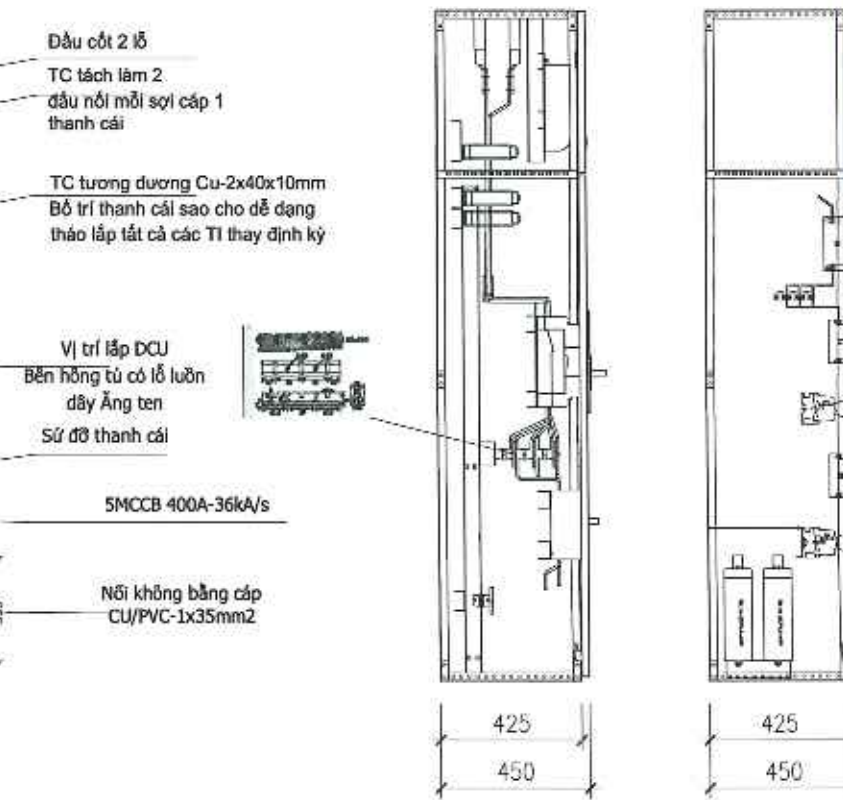 Đầu cốt 2 lỗ
TC tách làm 2
đầu nối mỗi sợi cáp 1
thanh cái
TC tương đương Cu-2x40x10mm
Bố trí thanh cái sao cho dễ dạng
tháo lắp tất cả các TI thay định kỳ
Vị trí lắp DCU
Bên hông tủ có lỗ luồn
dây Ăng ten
Sứ đỡ thanh cái
5MCCB 400A-36kA/s
Nối không bằng cáp
CU/PVC-1x35mm2
425
450
425
450